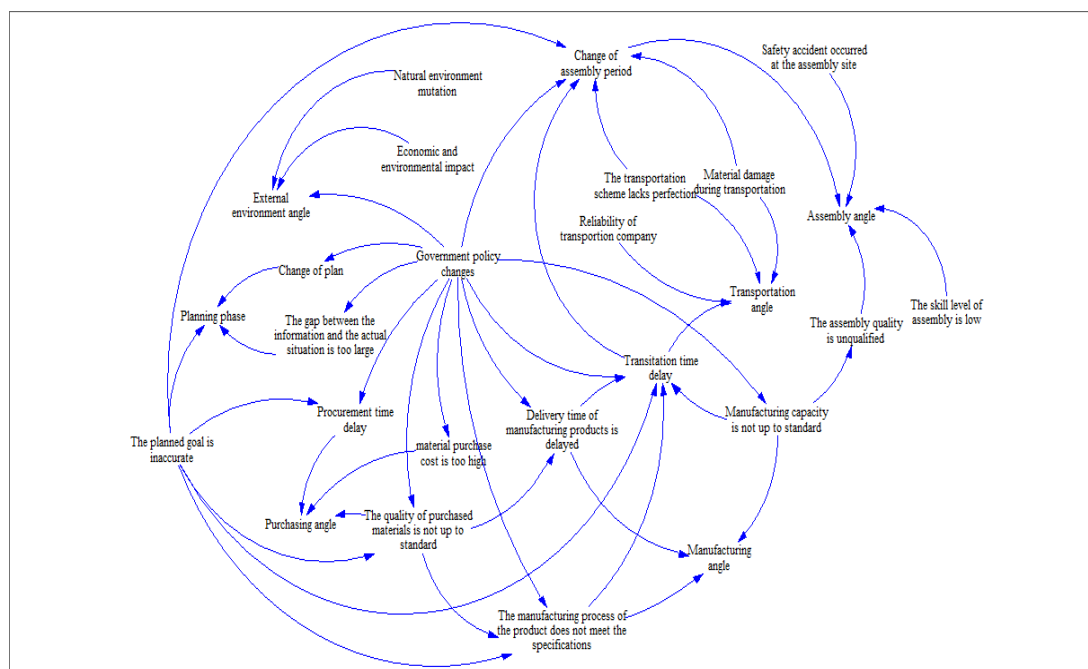 Change of
assembly period
Safety accident occurred
at the assembly site
Natural environment
mutation
Economic and
environmental impact
The transportation
scheme lacks perfection
Material damage
during transportation
External
environment angle
Reliability of
transportion company
Assembly angle
Government policy
changes
Change of plan
Transportation
angle
Planning phase
The gap between the
information and the actual
situation is too large
The skill level of
assembly is low
The assembly quality
is unqualified
Transitation time
delay
Procurement time
delay
Delivery time of
manufacturing products is
delayed
Manufacturing capacity
is not up to standard
The planned goal is
inaccurate
material purchase
cost is too high
Purchasing angle
The quality of purchased
materials is not up to
standard
Manufacturing
angle
The manufacturing process of
the product does not meet the
specifications